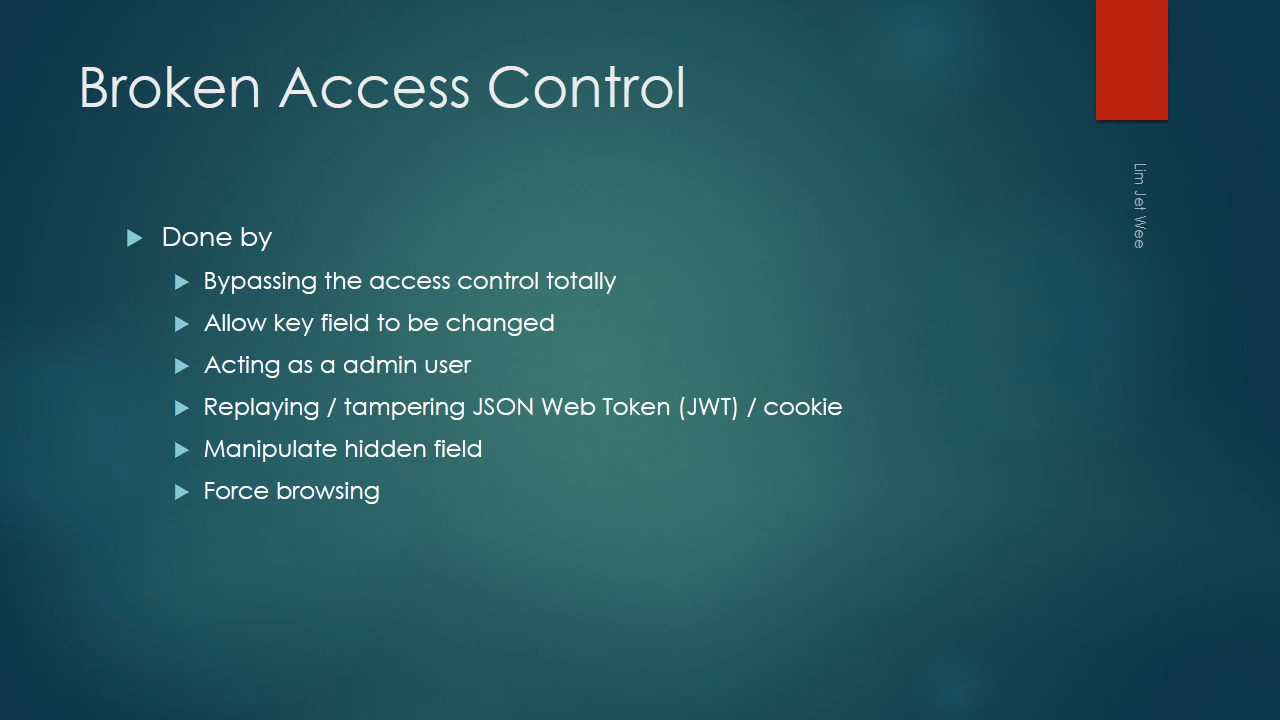 Broken Access Control
Lim Jet Wee
Done by
Bypassing the access control totally
Allow key field to be changed
Acting as a admin user
Replaying / tampering JSON Web Token (JWT) / cookie
Manipulate hidden field
Force browsing